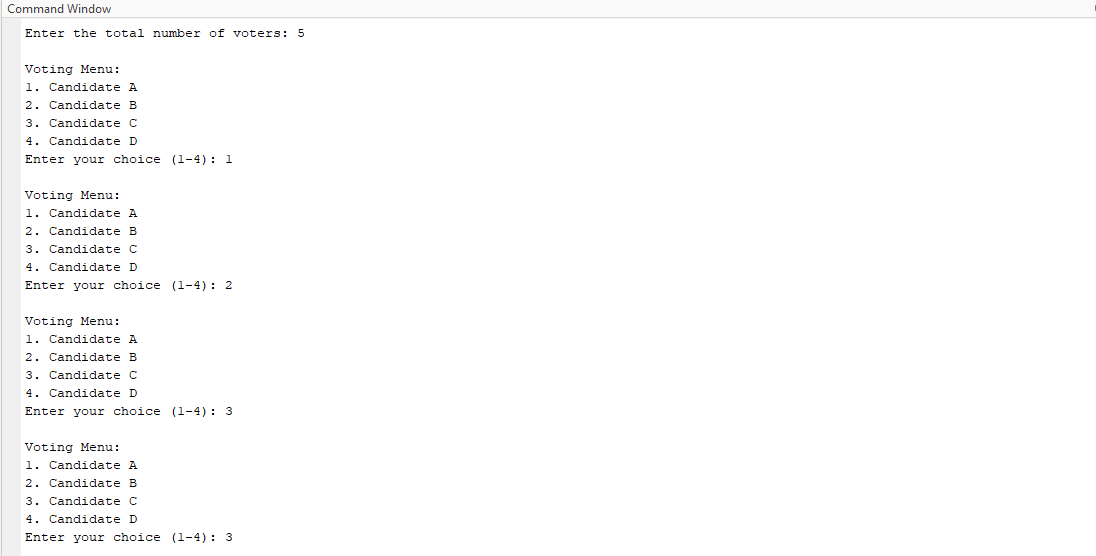 Command Window
Enter the total number of voters: 5
Voting Menu:
1. Candidate A
2. Candidate B
3. Candidate C
4. Candidate D
Enter your choice (1-4): 1
Voting Menu:
1. Candidate A
2. Candidate B
3. Candidate C
4. Candidate D
Enter your choice (1-4): 2
Voting Menu:
1. Candidate A
2. Candidate B
3. Candidate C
4. Candidate D
Enter your choice (1-4): 3
Voting Menu:
1. Candidate A
2. Candidate B
3. Candidate C
4. Candidate D
Enter your choice (1-4): 3